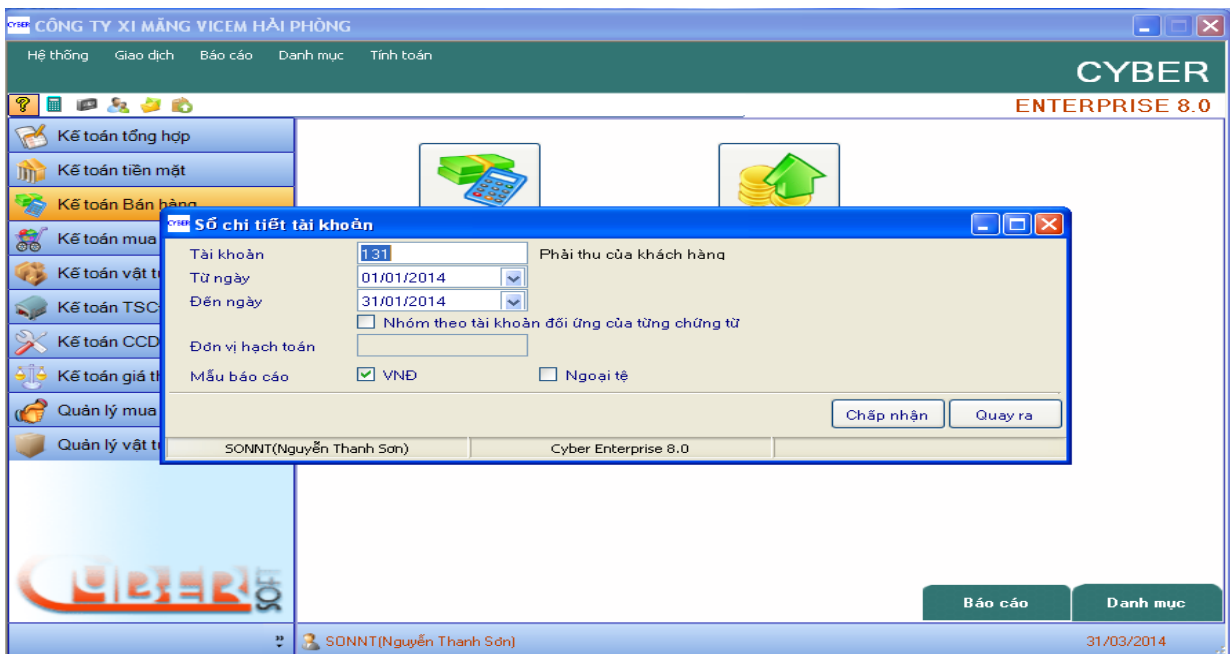 CYBER CÔNG TY XI MĂNG VICEM HẢI PHÒNG
Hệ thống Giao dịch Báo cáo Danh mục Tính toán
CYBER
ENTERPRISE 8.0
Kế toán tổng hợp
Kế toán tiền mặt
Kế toán Bán hàng
Kế toán mua
Kế toán vật t
Kế toán TSC
Kế toán CCD
Kế toán giá t
Quản lý mua
Quản lý vật t
CYBER Sổ chi tiết tài khoản
Tài khoản 131 Phải thu của khách hàng
Từ ngày 01/01/2014
Đến ngày 31/01/2014
Nhóm theo tài khoản đối ứng của từng chứng từ
Đơn vị hạch toán
Mẫu báo cáo VNĐ Ngoại tệ
Chấp nhận Quay ra
SONNT(Nguyễn Thanh Sơn) Cyber Enterprise 8.0
CYBER SOFT
Báo cáo Danh mục
SONNT(Nguyễn Thanh Sơn) 31/03/2014